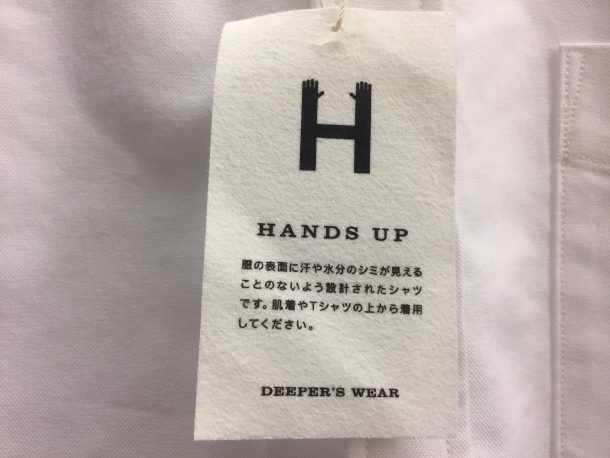 H
HANDS UP
服の表面に汗や水分のシミが見える
ことのないよう設計されたシャツ
です。肌着やTシャツの上から着用
してください。
DEEPER'S WEAR